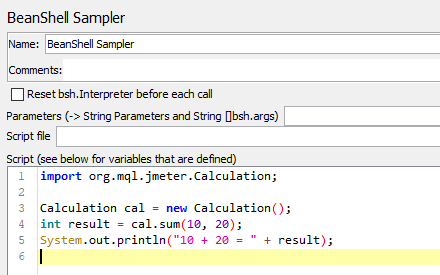 BeanShell Sampler
Name: BeanShell Sampler
Comments:
Reset bsh.Interpreter before each call
Parameters (-> String Parameters and String []bsh.args)
Script file
Script (see below for variables that are defined)
1 import org.mql.jmeter.Calculation;
2
3 Calculation cal = new Calculation();
4 int result = cal.sum(10, 20);
5 System.out.println("10 + 20 = " + result);
6